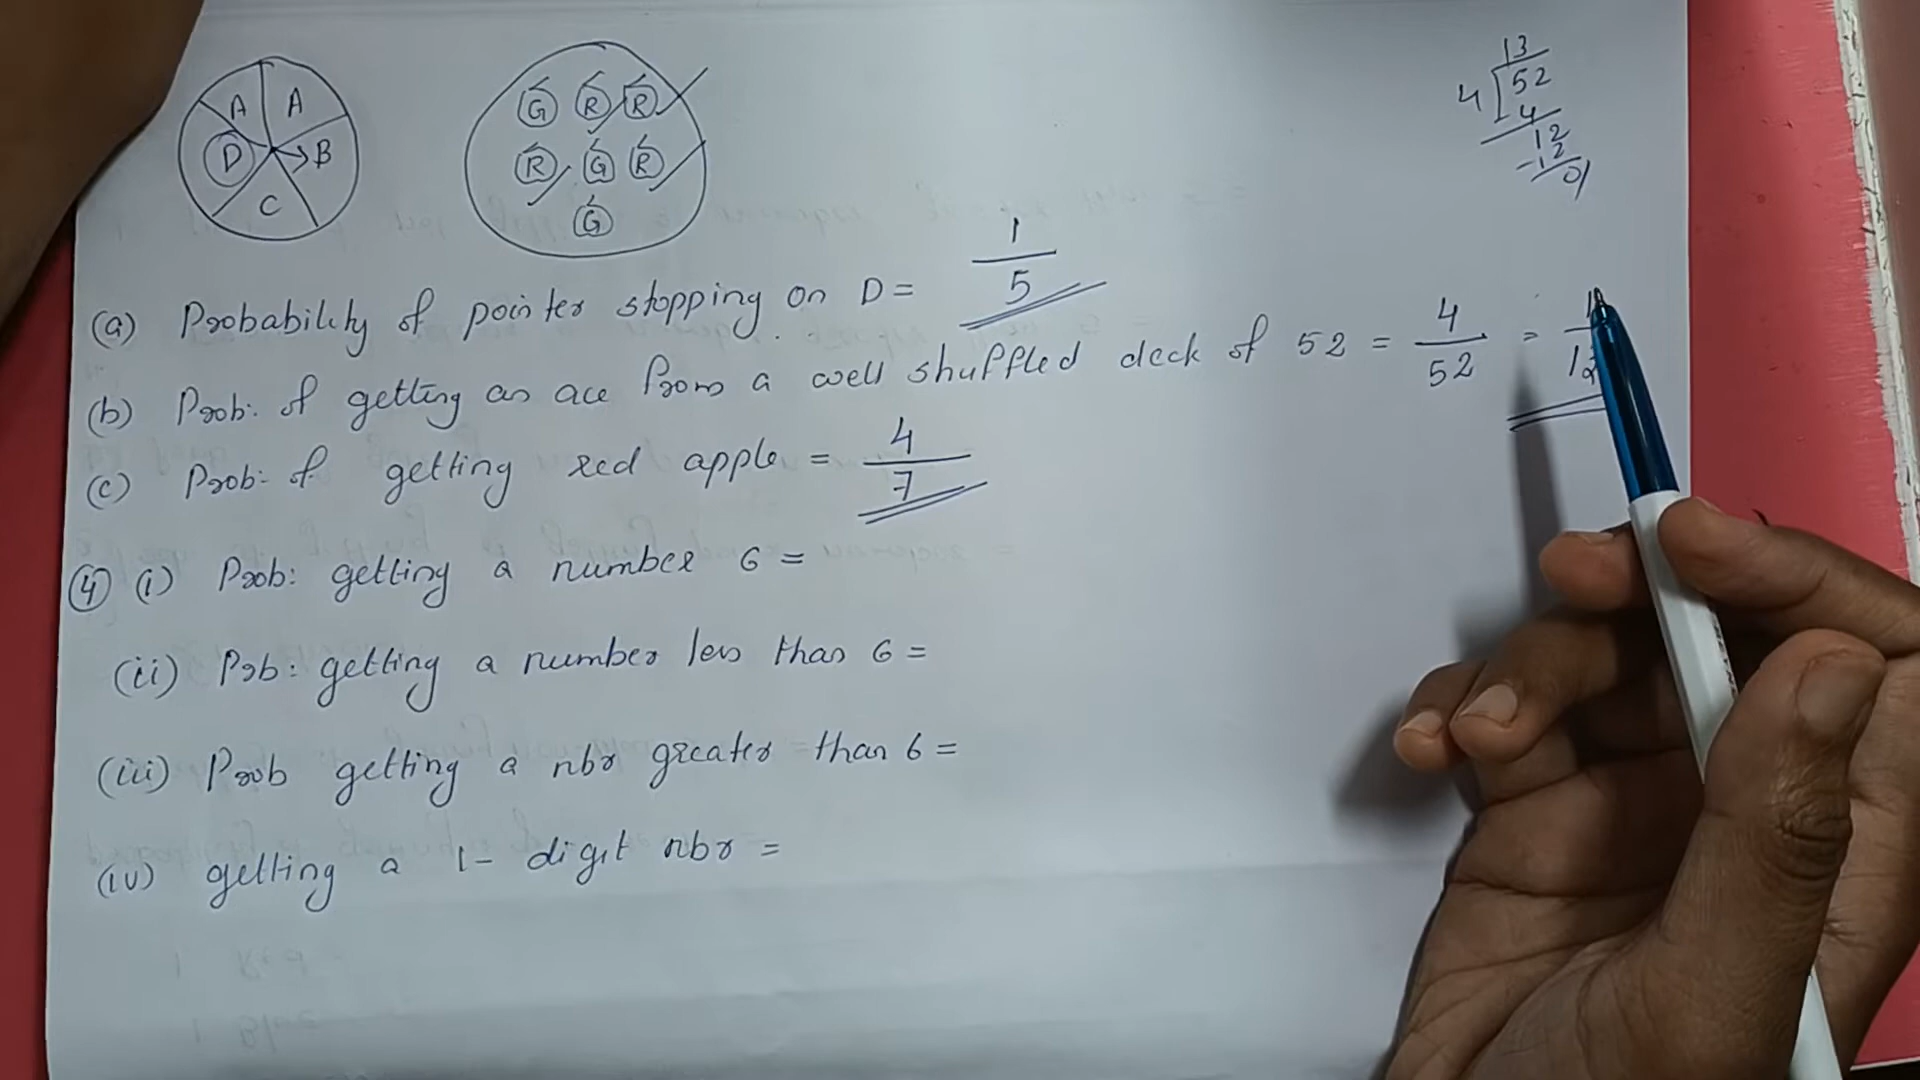 A A
D B
C
G R R
R G R
G
13
4 52
4
12
-12
0
(a) Probability of pointer stopping on D = 1/5
(b) Prob: of getting an ace from a well shuffled deck of 52 = 4/52 =
(c) Prob: of getting red apple = 4/7
(4) (i) Prob: getting a number 6 =
(ii) Prob: getting a number less than 6 =
(iii) Prob getting a nbr greater than 6 =
(iv) getting a 1- digit nbr =